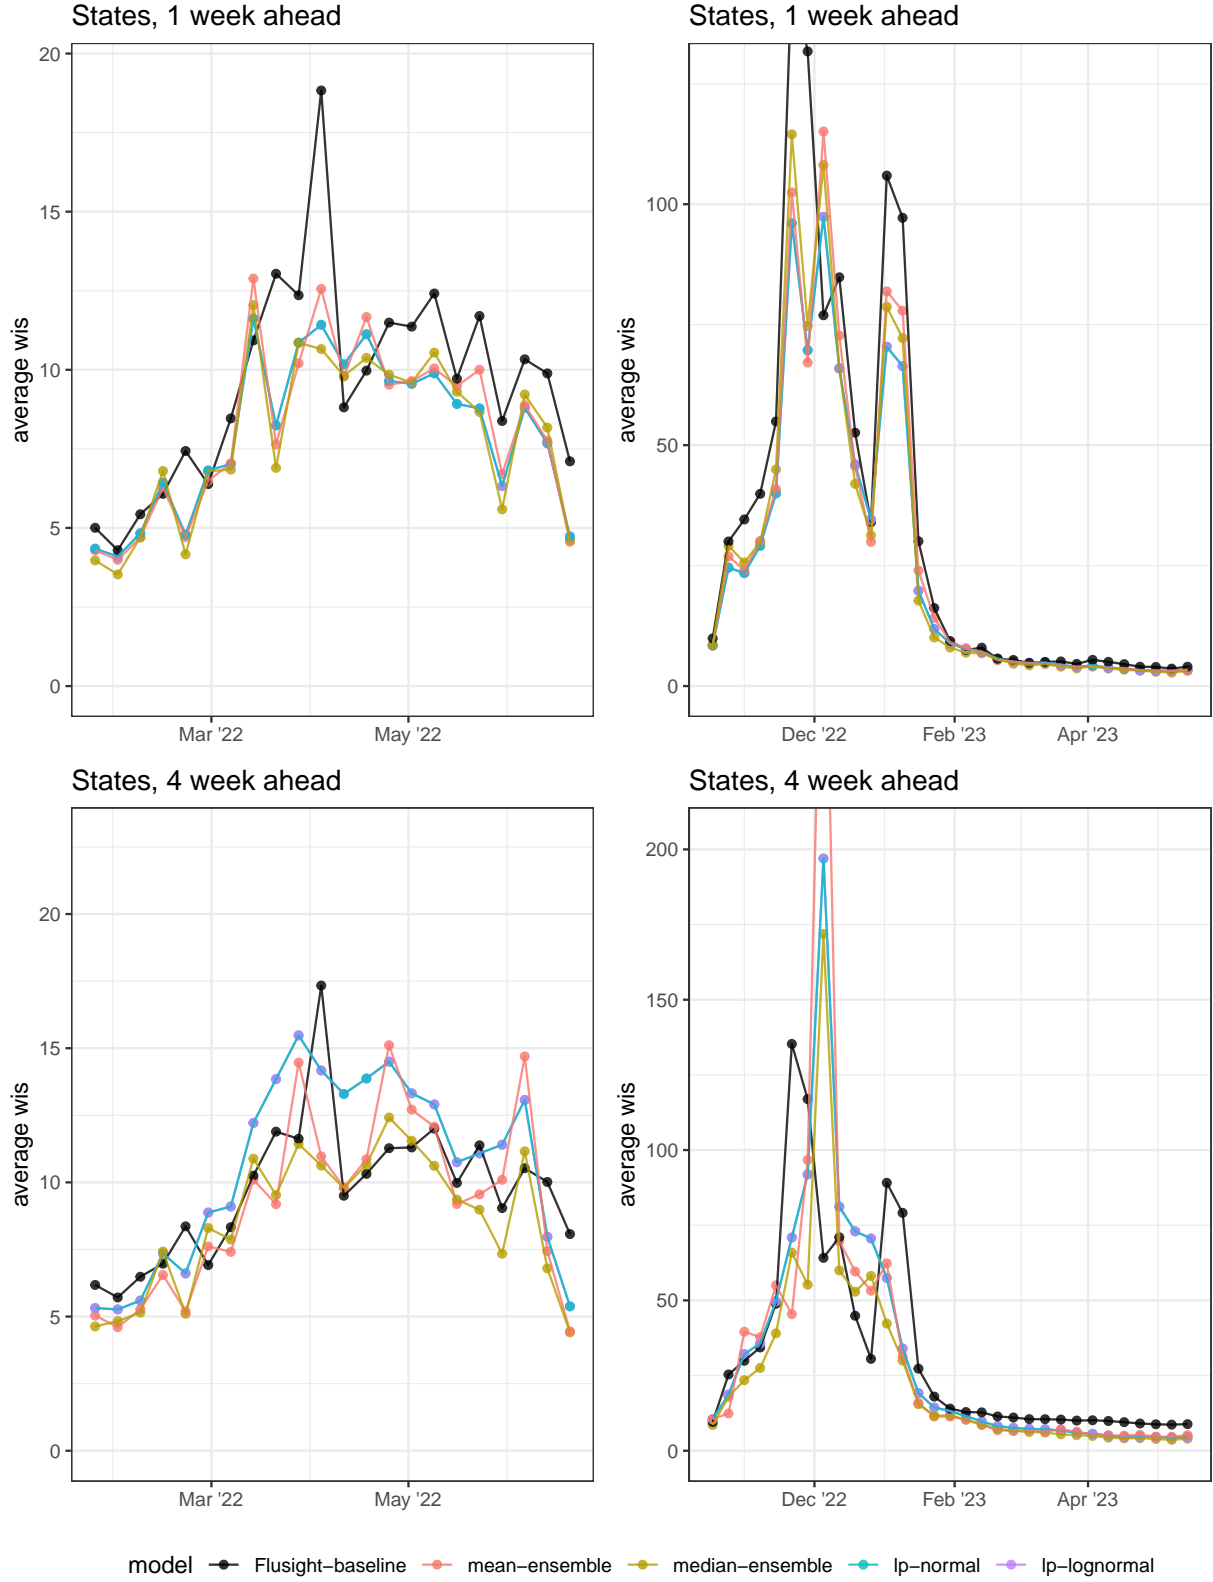 States, 1 week ahead
20
15
10
5
0
average wis
Mar '22
May '22
States, 1 week ahead
100
50
0
average wis
Dec '22
Feb '23
Apr '23
States, 4 week ahead
20
15
10
5
0
average wis
Mar '22
May '22
States, 4 week ahead
200
150
100
50
0
average wis
Dec '22
Feb '23
Apr '23
model Flusight−baseline mean−ensemble median−ensemble lp−normal lp−lognormal